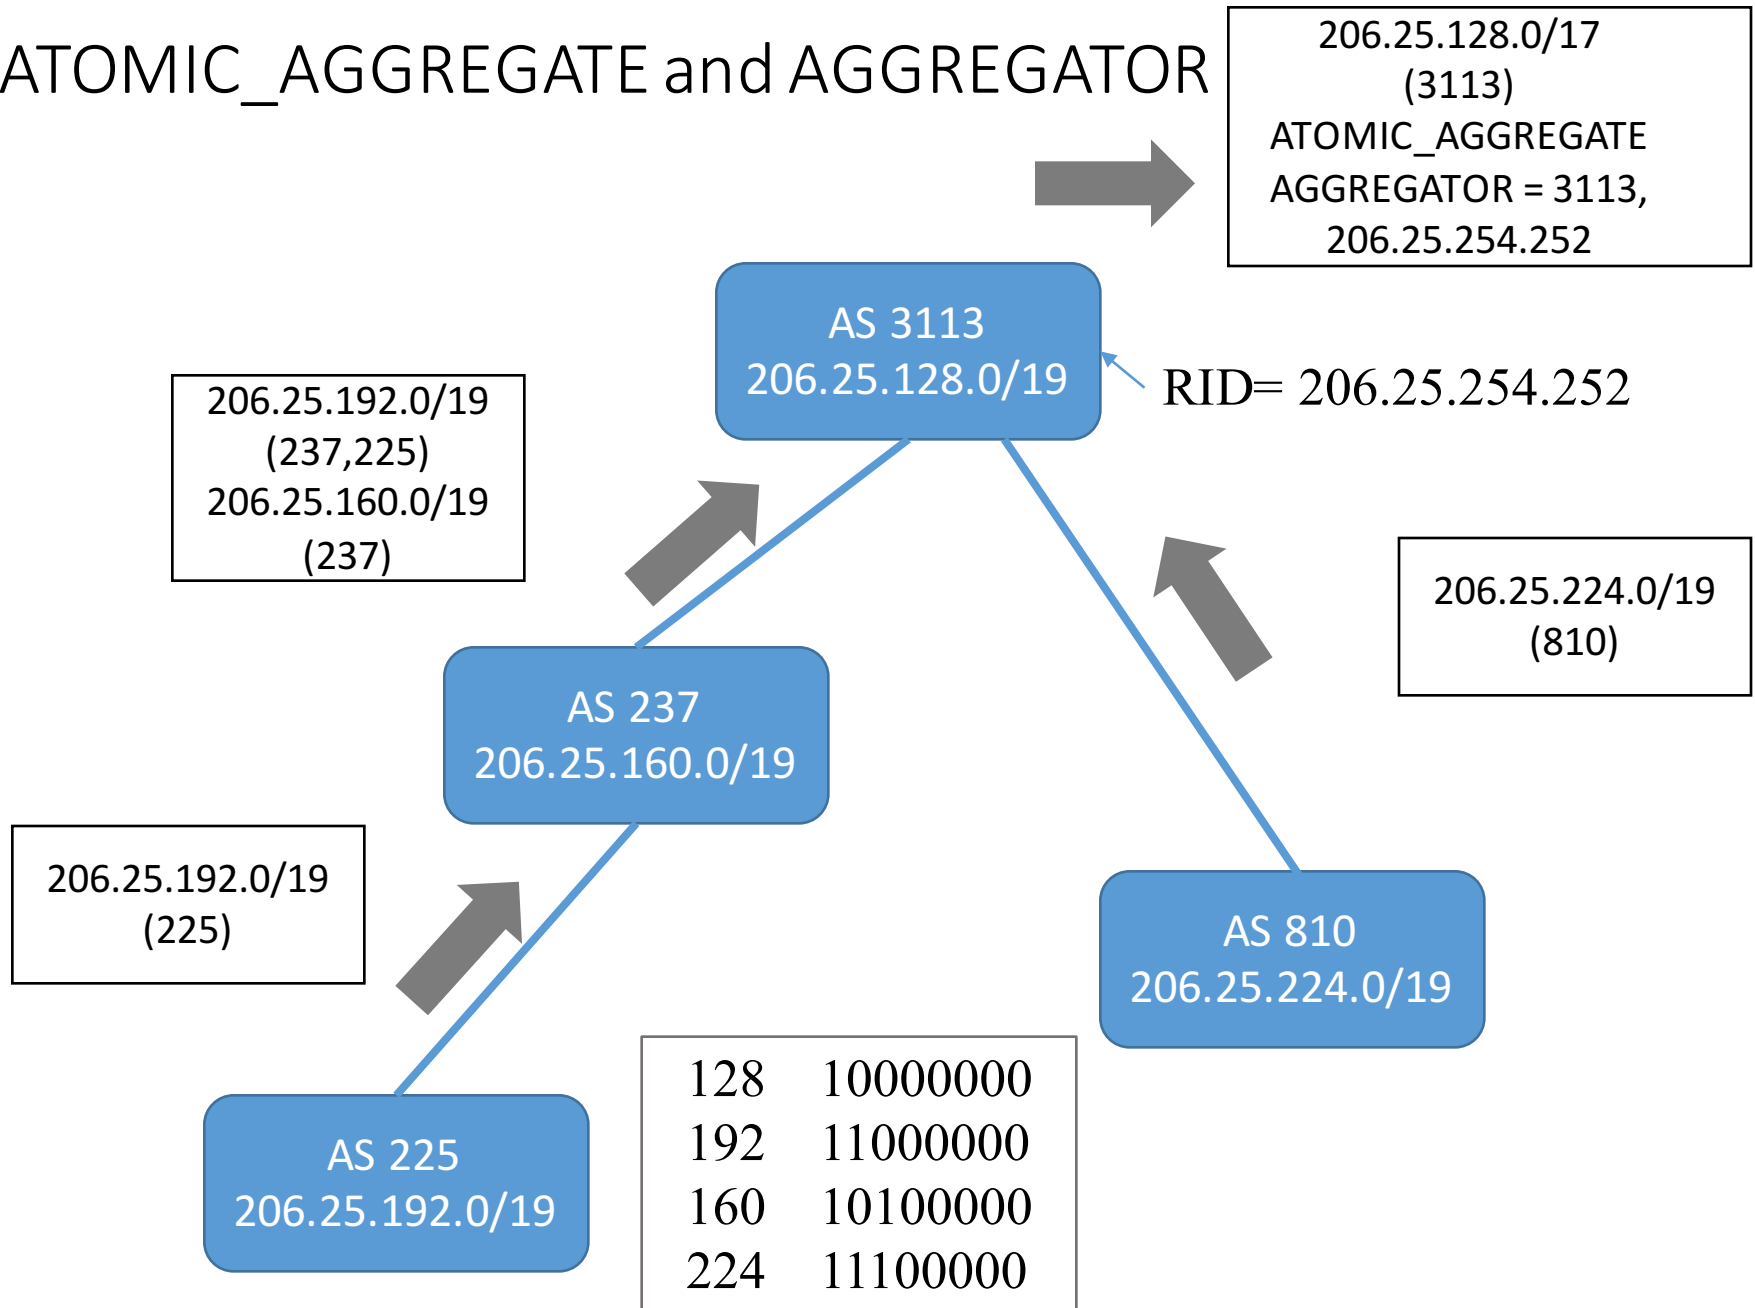 ATOMIC_AGGREGATE and AGGREGATOR
206.25.128.0/17
(3113)
ATOMIC_AGGREGATE
AGGREGATOR = 3113,
206.25.254.252
AS 3113
206.25.128.0/19
RID= 206.25.254.252
206.25.192.0/19
(237,225)
206.25.160.0/19
(237)
206.25.224.0/19
(810)
AS 237
206.25.160.0/19
206.25.192.0/19
(225)
AS 810
206.25.224.0/19
AS 225
206.25.192.0/19
128 10000000
192 11000000
160 10100000
224 11100000